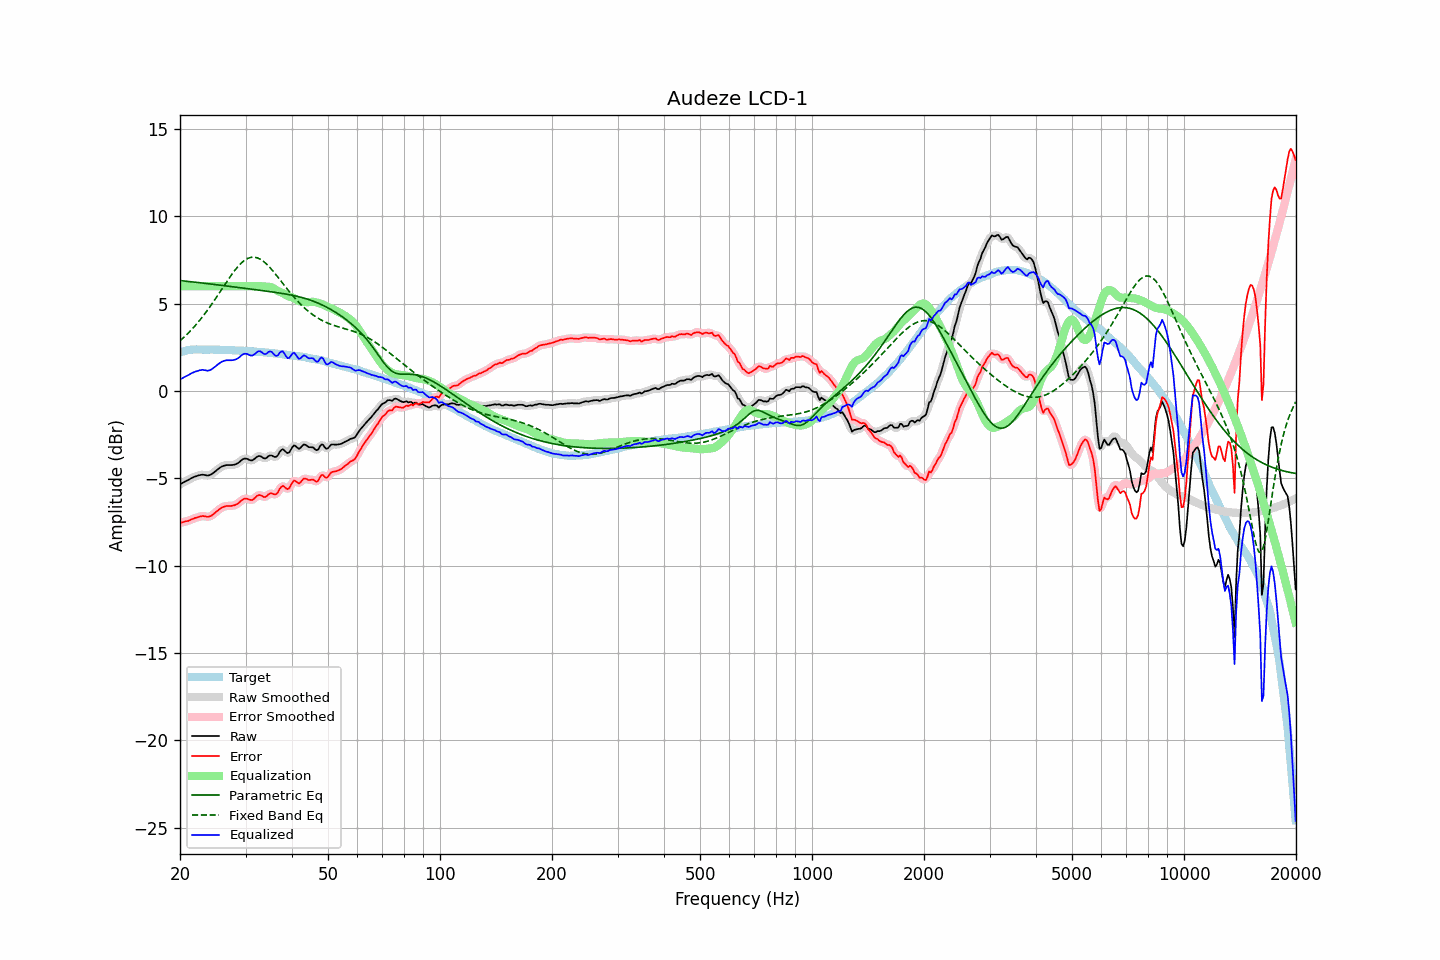 Audeze LCD-1
Amplitude (dBr)
15
10
5
0
−5
−10
−15
−20
−25
Target
Raw Smoothed
Error Smoothed
Raw
Error
Equalization
Parametric Eq
Fixed Band Eq
Equalized
20 50 100 200 500 1000 2000 5000 10000 20000
Frequency (Hz)